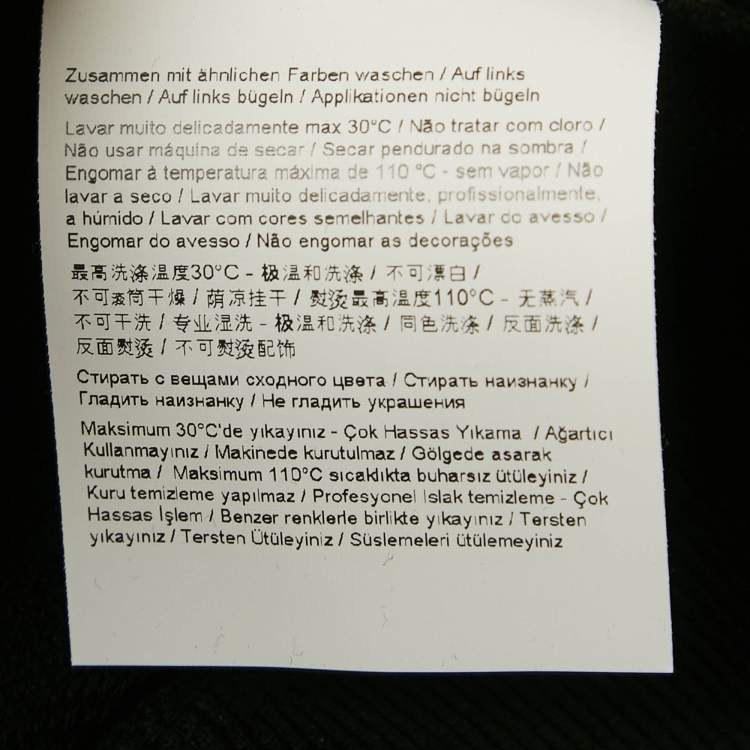 Zusammen mit ähnlichen Farben waschen / Auf links
waschen / Auf links bügeln / Applikationen nicht bügeln
Lavar muito delicadamente max 30°C / Não tratar com cloro /
Não usar máquina de secar / Secar pendurado na sombra /
Engomar à temperatura máxima de 110 °C - sem vapor / Não
lavar a seco / Lavar muito delicadamente, profissionalmente,
a húmido / Lavar com cores semelhantes / Lavar do avesso /
Engomar do avesso / Não engomar as decorações
最高洗涤温度30°C - 极温和洗涤 / 不可漂白 /
不可滚筒干燥 / 荫凉挂干 / 熨烫最高温度110°C - 无蒸汽 /
不可干洗 / 专业湿洗 - 极温和洗涤 / 同色洗涤 / 反面洗涤 /
反面熨烫 / 不可熨烫配饰
Стирать с вещами сходного цвета / Стирать наизнанку /
Гладить наизнанку / Не гладить украшения
Maksimum 30°C'de yıkayınız - Çok Hassas Yıkama / Ağartıcı
Kullanmayınız / Makinede kurutulmaz / Gölgede asarak
kurutma / Maksimum 110°C sıcaklıkta buharsız ütüleyiniz /
Kuru temizleme yapılmaz / Profesyonel Islak temizleme - Çok
Hassas İşlem / Benzer renklerle birlikte yıkayınız / Tersten
yıkayınız / Tersten Ütüleyiniz / Süslemeleri ütülemeyiniz